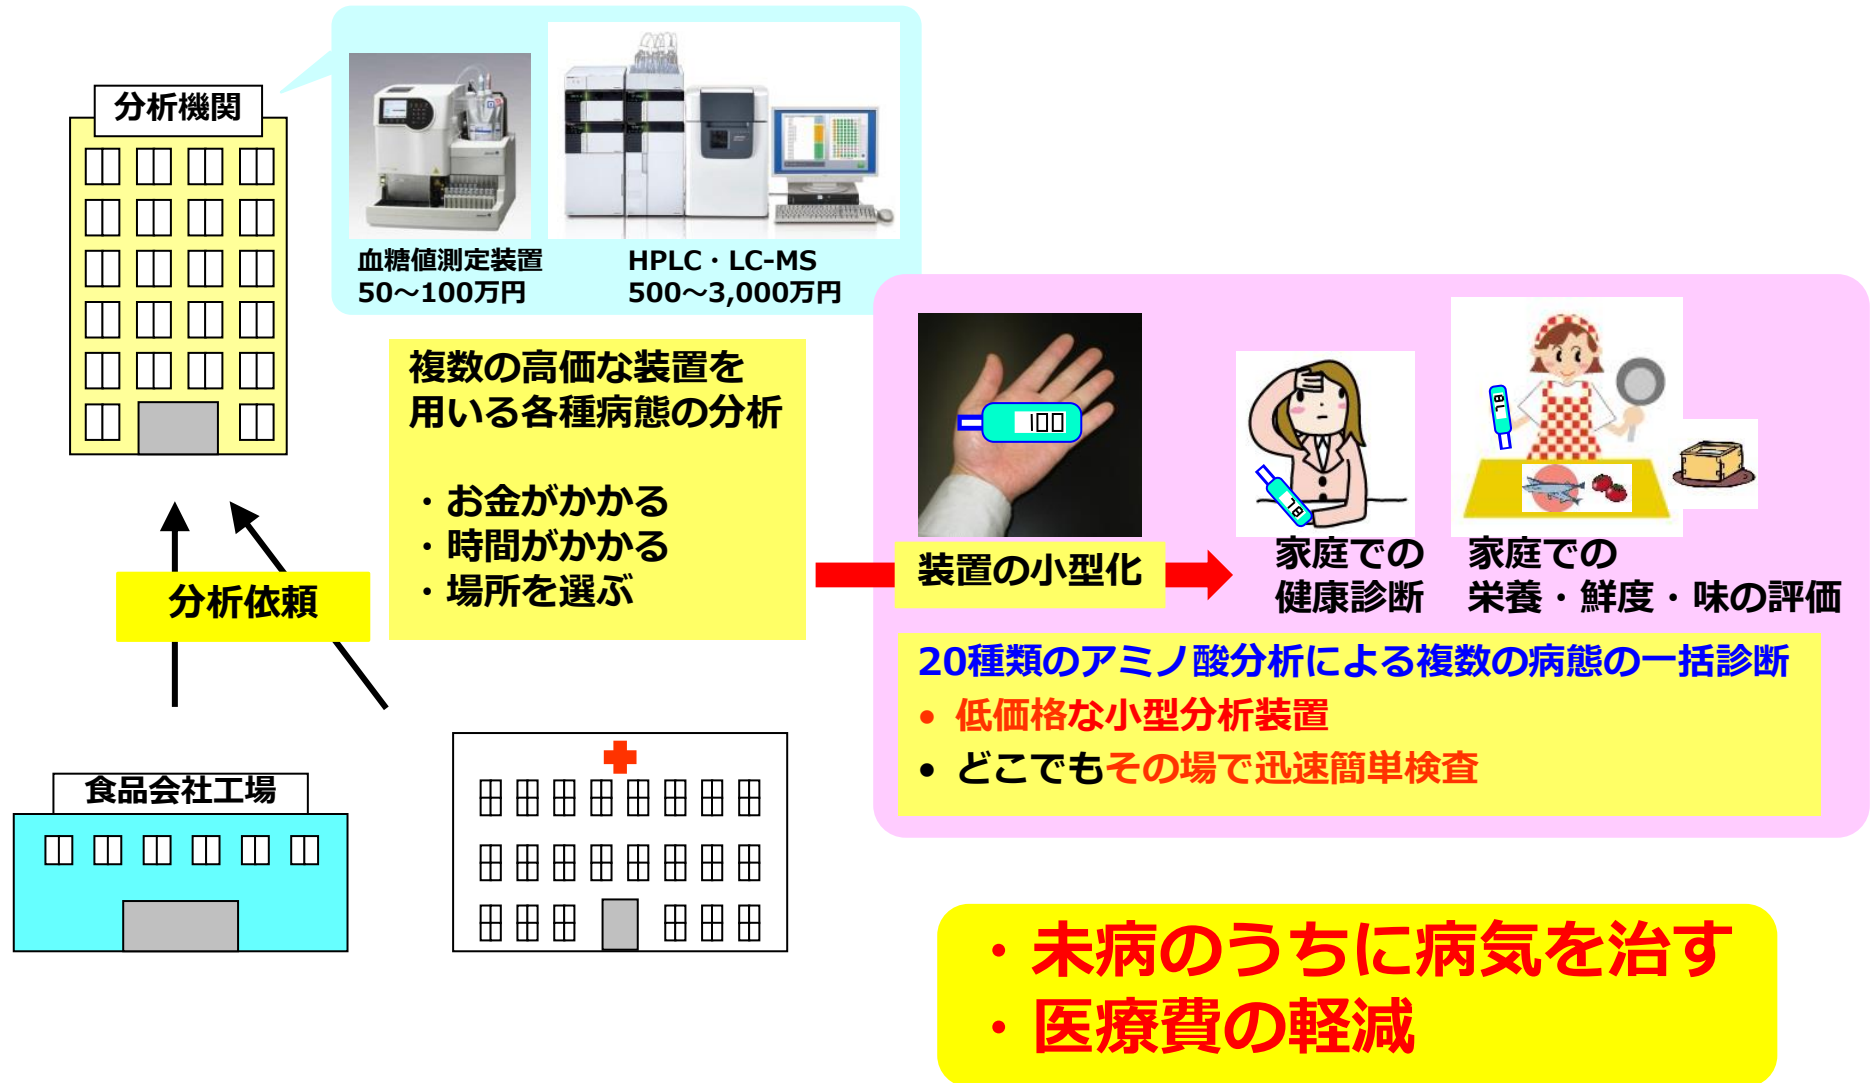 分析機関
血糖値測定装置
50～100万円
HPLC・LC-MS
500～3,000万円
複数の高価な装置を
用いる各種病態の分析
・お金がかかる
・時間がかかる
・場所を選ぶ
分析依頼
食品会社工場
100
装置の小型化
78
家庭での
健康診断
78
家庭での
栄養・鮮度・味の評価
20種類のアミノ酸分析による複数の病態の一括診断
• 低価格な小型分析装置
• どこでもその場で迅速簡単検査
・未病のうちに病気を治す
・医療費の軽減